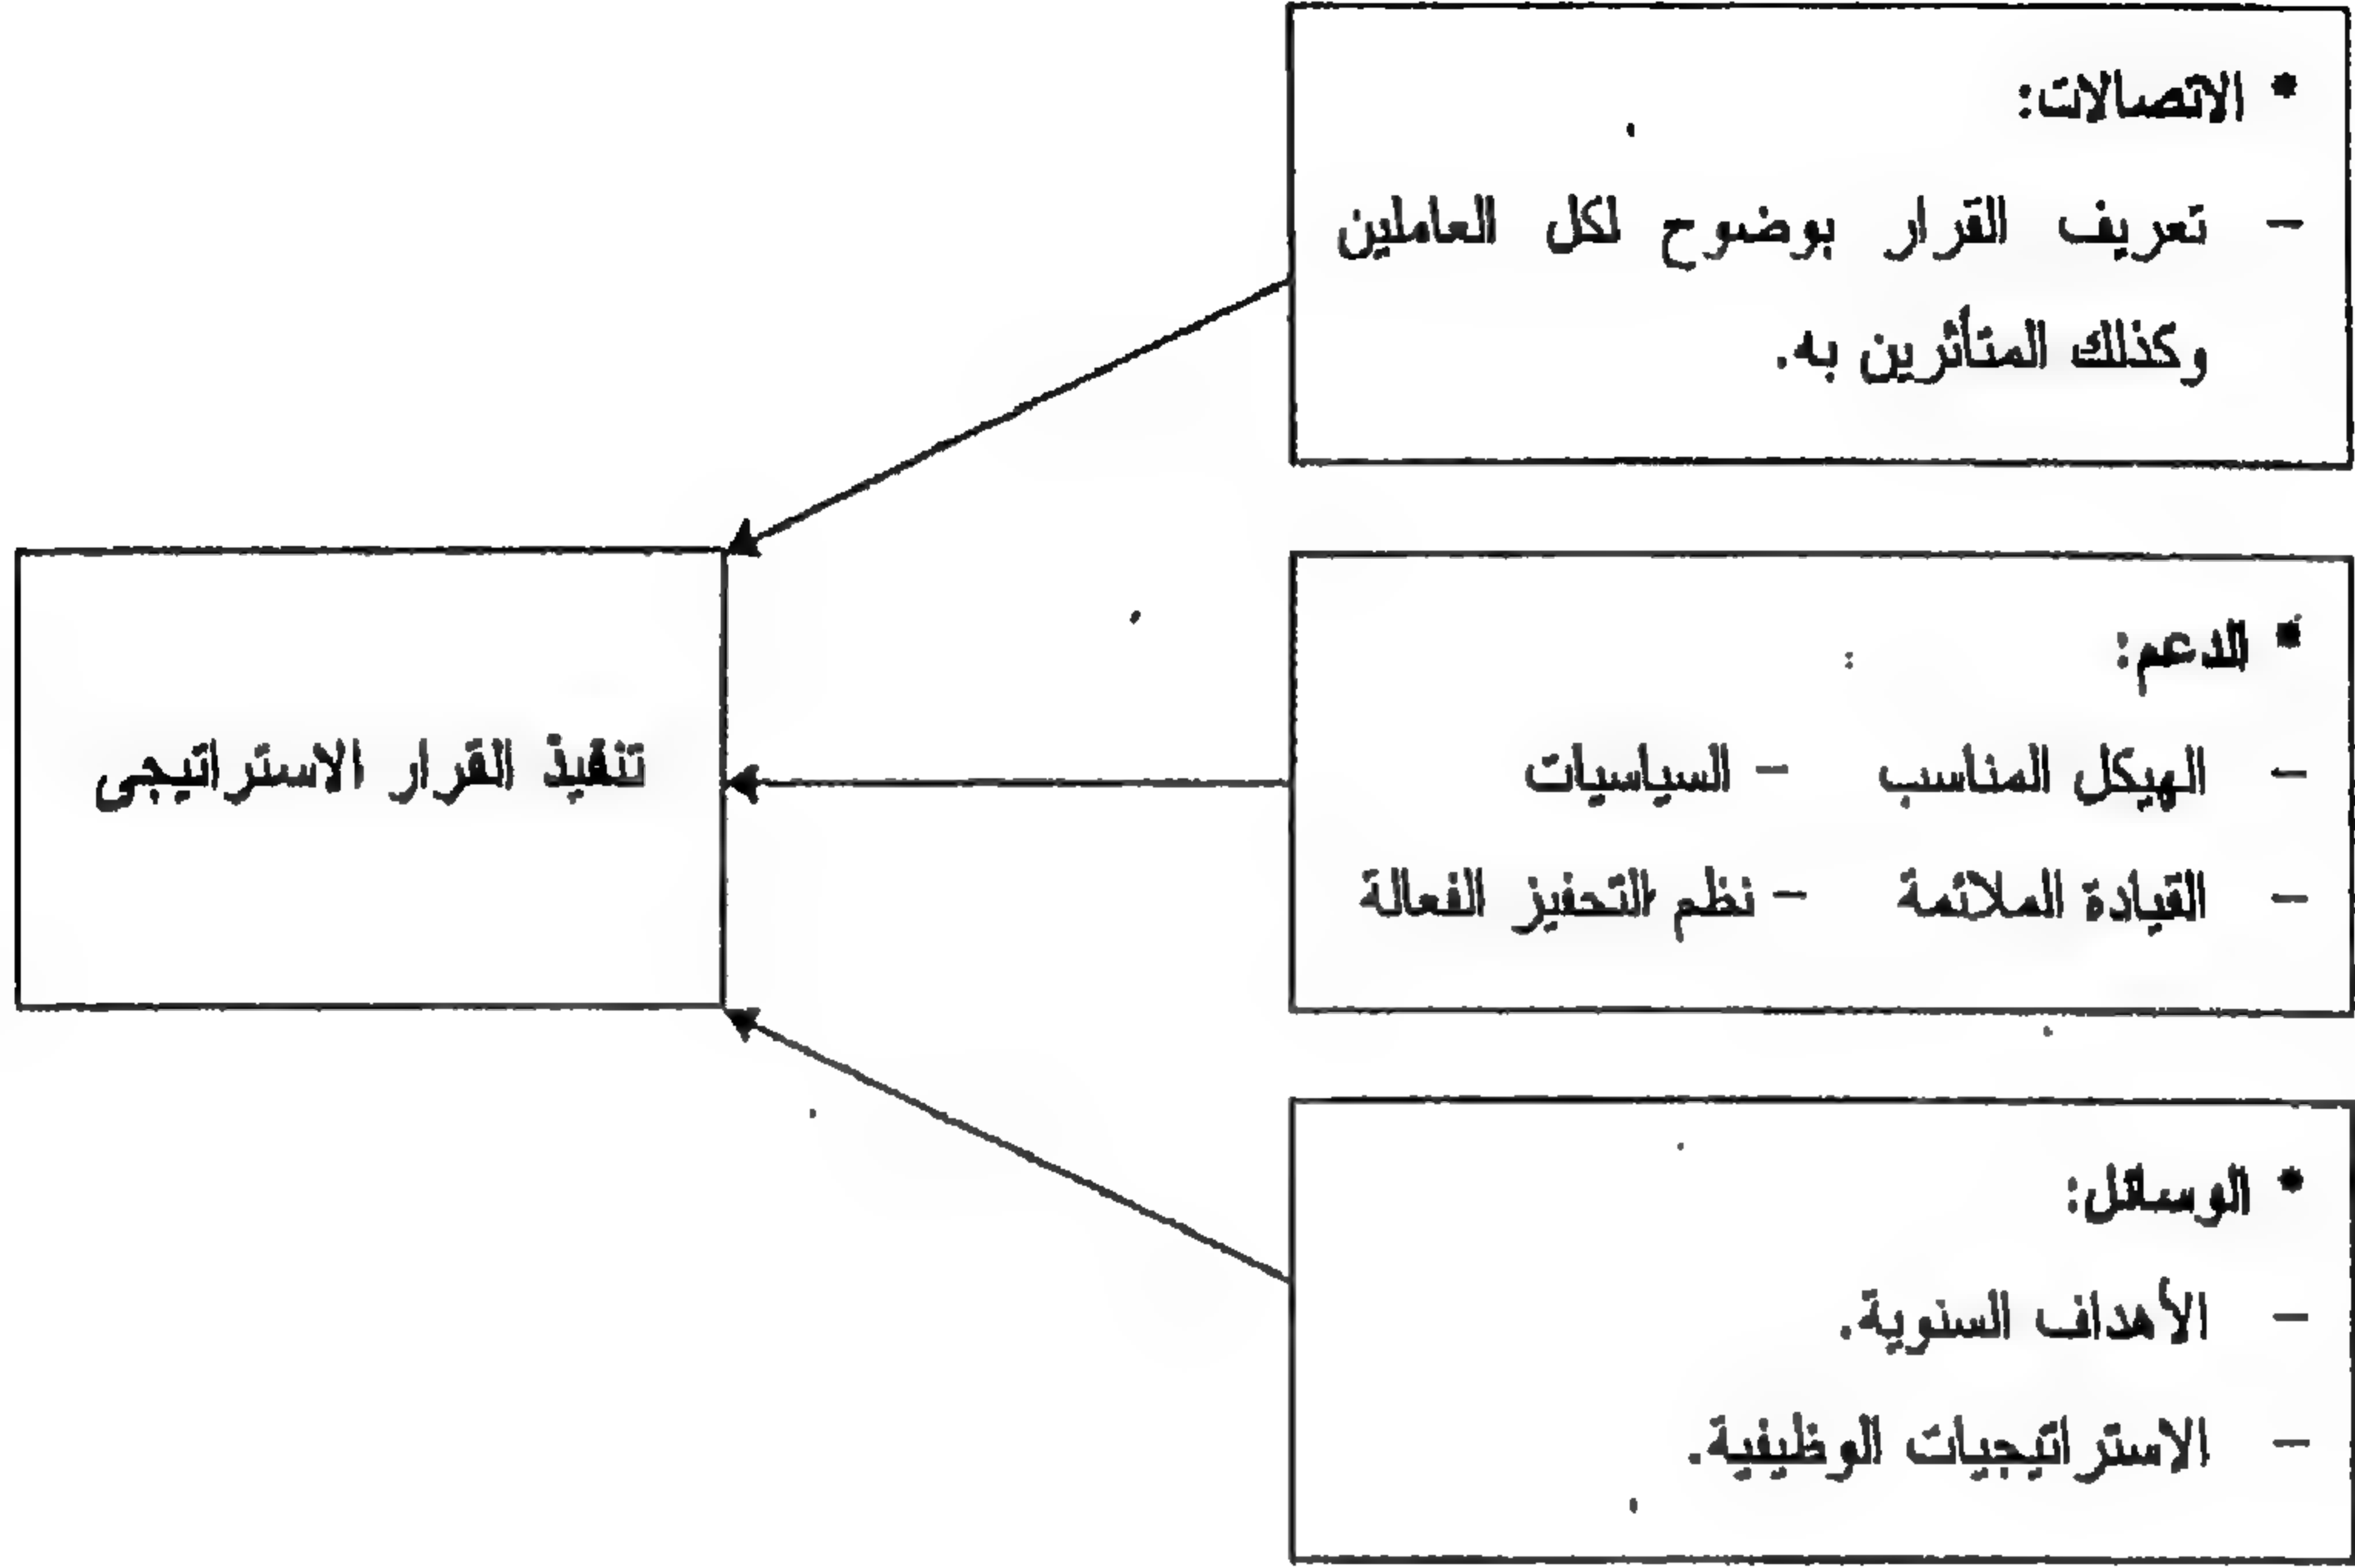 • الاتصالات:
– تعريف القرار بوضوح لكل العاملين
وكذلك المتأثرين به.
• الدعم:
– الهيكل المناسب – السياسيات
– القيادة الملائمة – نظم التحفيز الفعالة
• الوسائل:
– الأهداف السنوية.
– الاستراتيجيات الوظيفية.
تنفيذ القرار الاستراتيجى